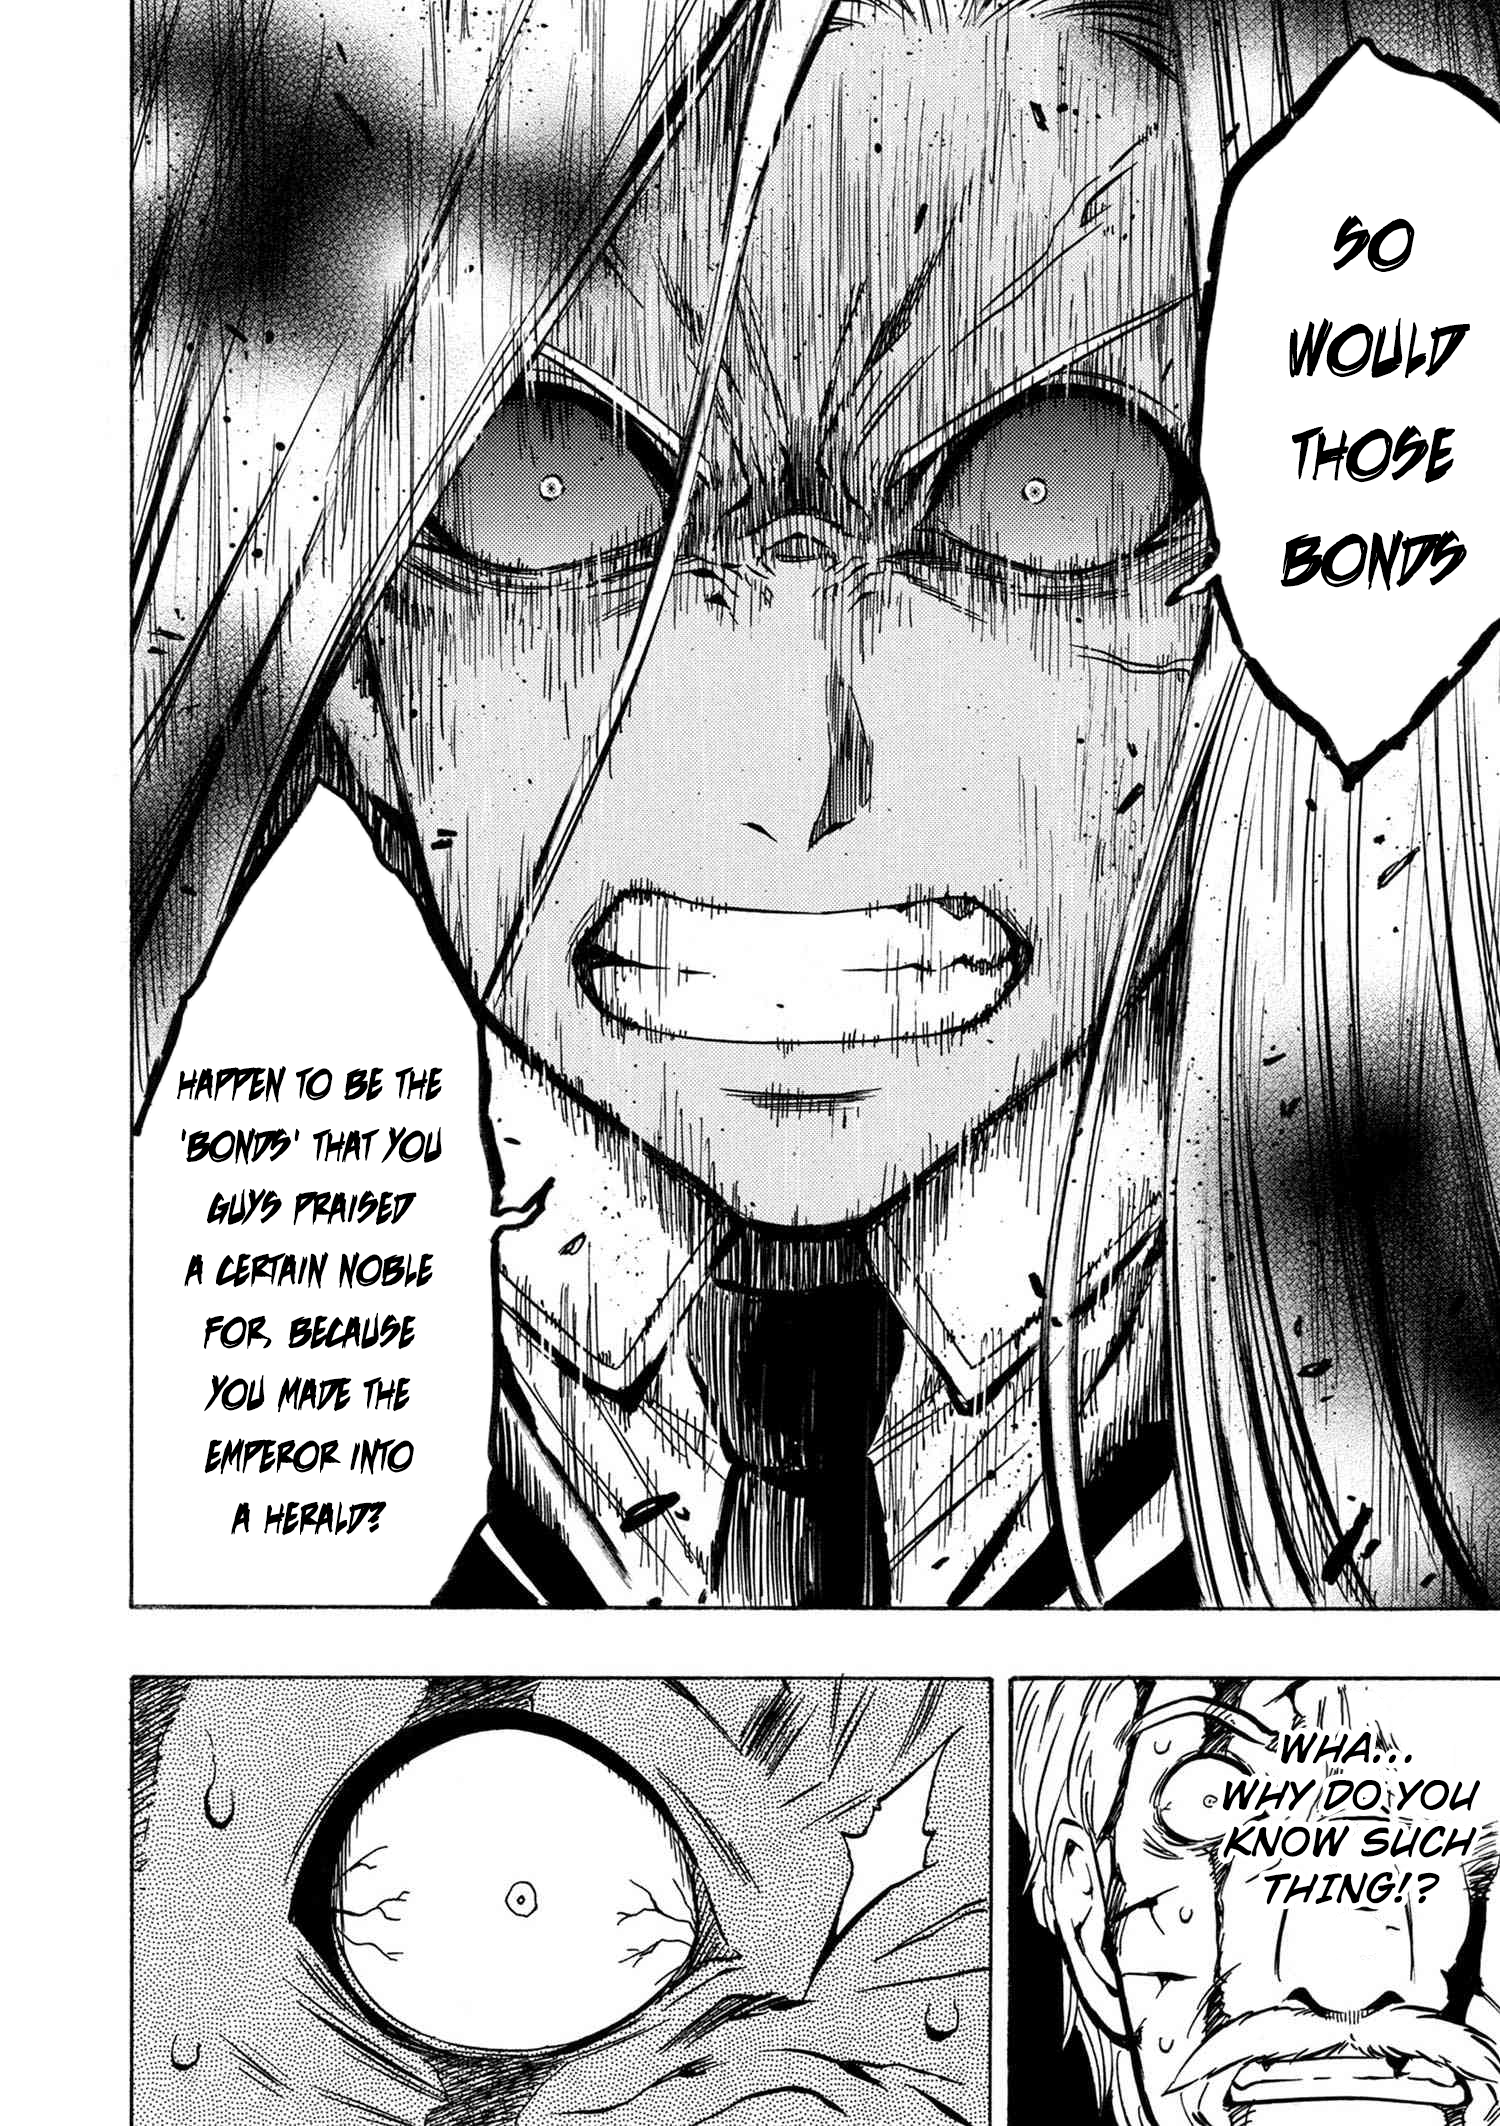 SO
WOULD
THOSE
BONDS
HAPPEN TO BE THE
'BONDS' THAT YOU
GUYS PRAISED
A CERTAIN NOBLE
FOR, BECAUSE
YOU MADE THE
EMPEROR INTO
A HERALD?
WHA...
WHY DO YOU
KNOW SUCH
THING!?